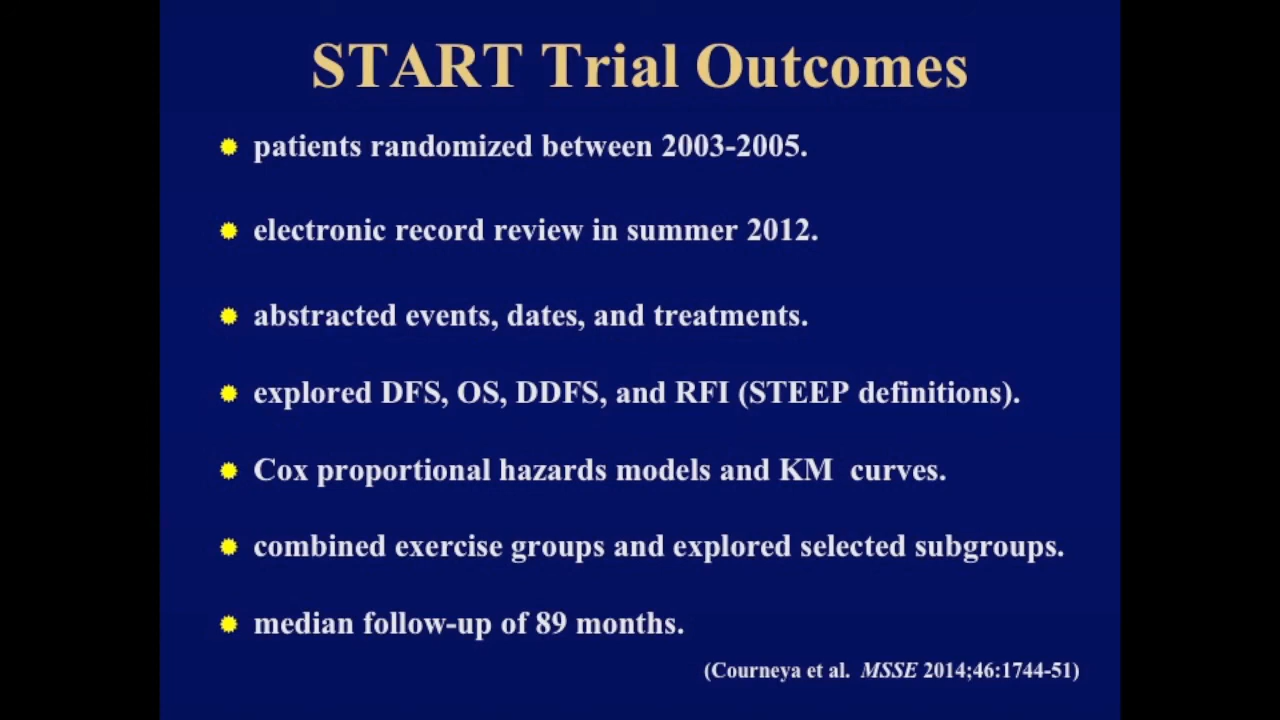 START Trial Outcomes
patients randomized between 2003-2005.
electronic record review in summer 2012.
abstracted events, dates, and treatments.
explored DFS, OS, DDFS, and RFI (STEEP definitions).
Cox proportional hazards models and KM curves.
combined exercise groups and explored selected subgroups.
median follow-up of 89 months.
(Courneya et al. MSSE 2014;46:1744-51)